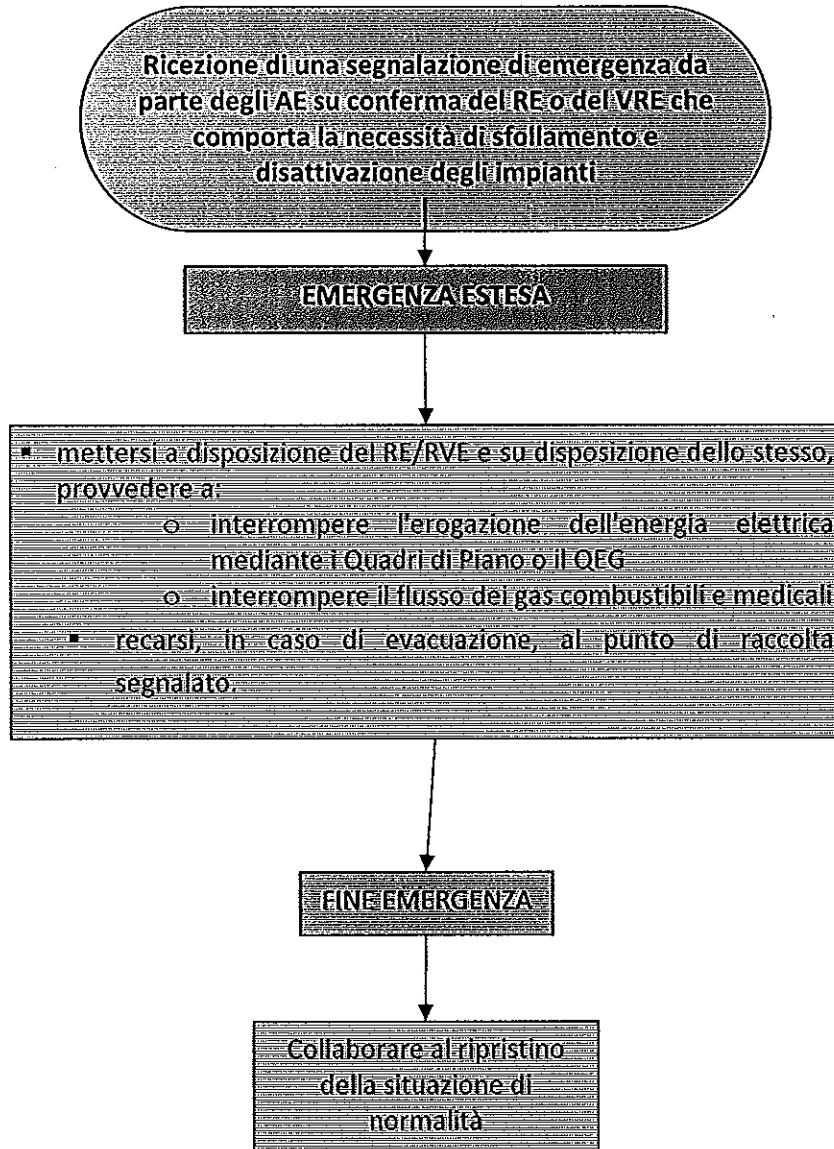 Ricezione di una segnalazione di emergenza da
parte degli AE su conferma del RE o del VRE che
comporta la necessità di sfollamento e
disattivazione degli impianti
EMERGENZA ESTESA
▪ mettersi a disposizione del RE/RVE e su disposizione dello stesso,
provvedere a:
o interrompere l'erogazione dell'energia elettrica
mediante i Quadri di Piano o il QEG
o interrompere il flusso dei gas combustibili e medicali
▪ recarsi, in caso di evacuazione, al punto di raccolta
segnalato.
FINE EMERGENZA
Collaborare al ripristino
della situazione di
normalità